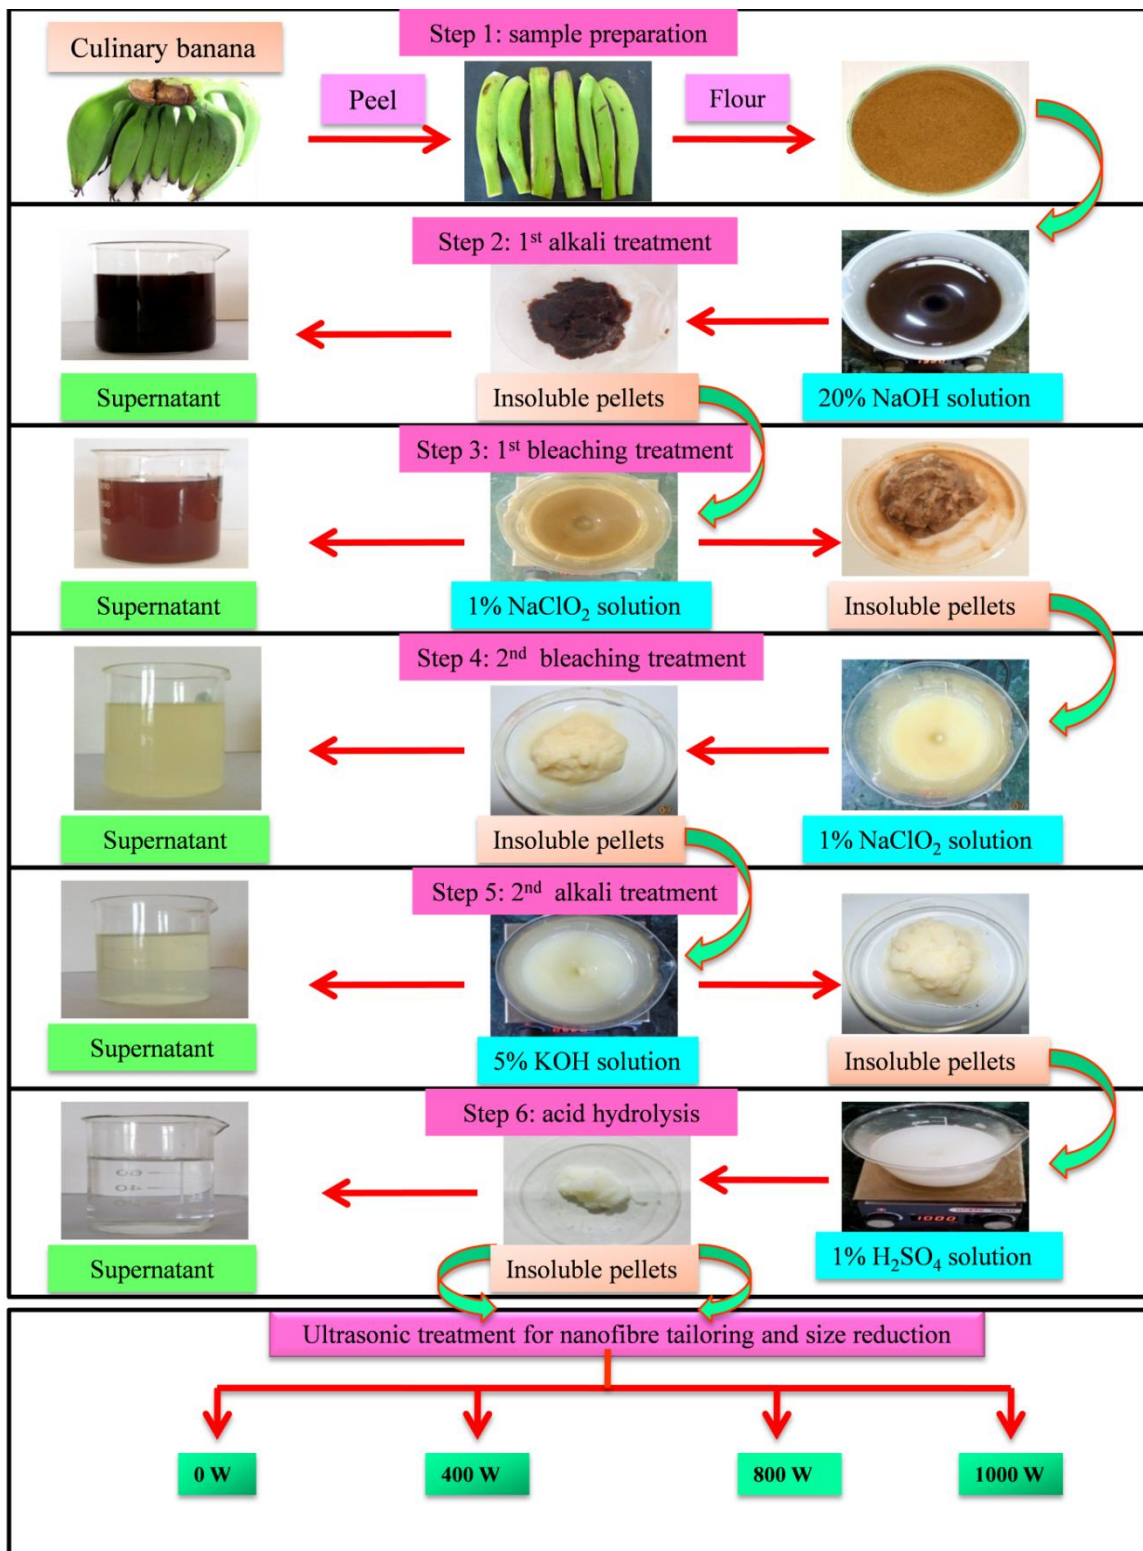 Culinary banana
Step 1: sample preparation
Peel
Flour
Step 2: 1st alkali treatment
Supernatant
Insoluble pellets
20% NaOH solution
Step 3: 1st bleaching treatment
Supernatant
1% NaClO2 solution
Insoluble pellets
Step 4: 2nd bleaching treatment
Supernatant
Insoluble pellets
1% NaClO2 solution
Step 5: 2nd alkali treatment
Supernatant
5% KOH solution
Insoluble pellets
Step 6: acid hydrolysis
1000
Supernatant
Insoluble pellets
1% H2SO4 solution
Ultrasonic treatment for nanofibre tailoring and size reduction
0 W
400 W
800 W
1000 W